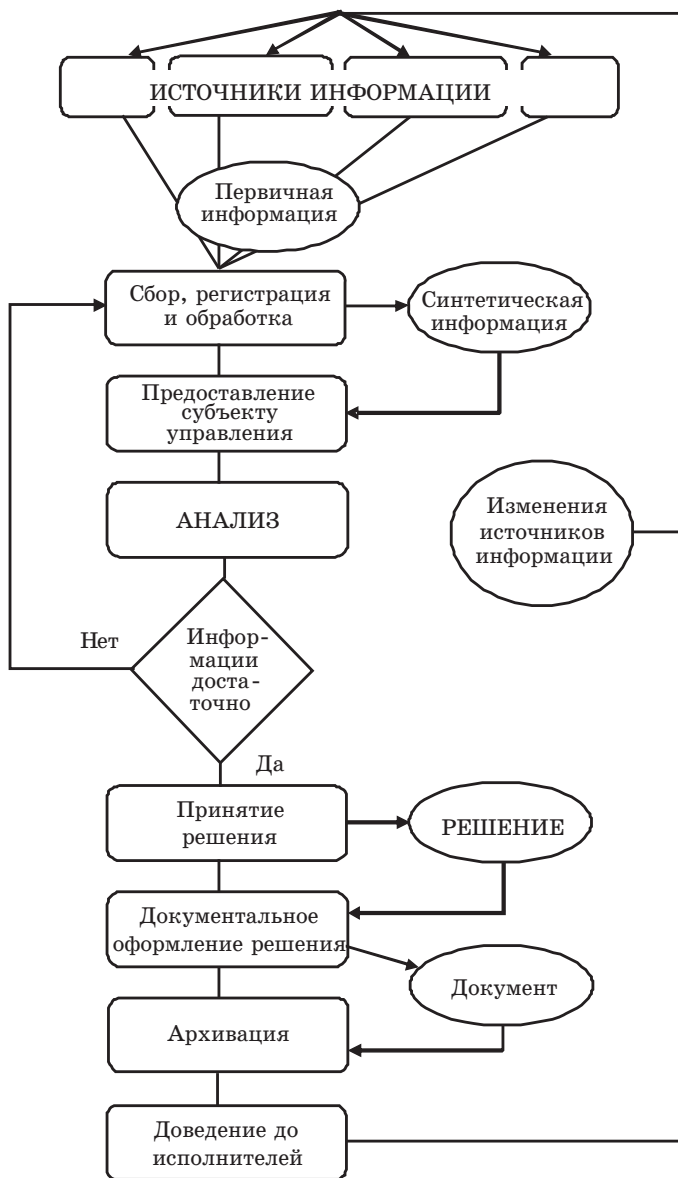 ИСТОЧНИКИ ИНФОРМАЦИИ
Первичная
информация
Сбор, регистрация
и обработка
Синтетическая
информация
Предоставление
субъекту
управления
АНАЛИЗ
Изменения
источников
информации
Нет
Инфор-
мации
доста-
точно
Да
Принятие
решения
РЕШЕНИЕ
Документальное
оформление решения
Документ
Архивация
Доведение до
исполнителей